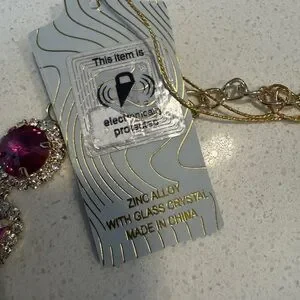 This item is
electronically
protected
ZINC ALLOY
WITH GLASS CRYSTAL
MADE IN CHINA